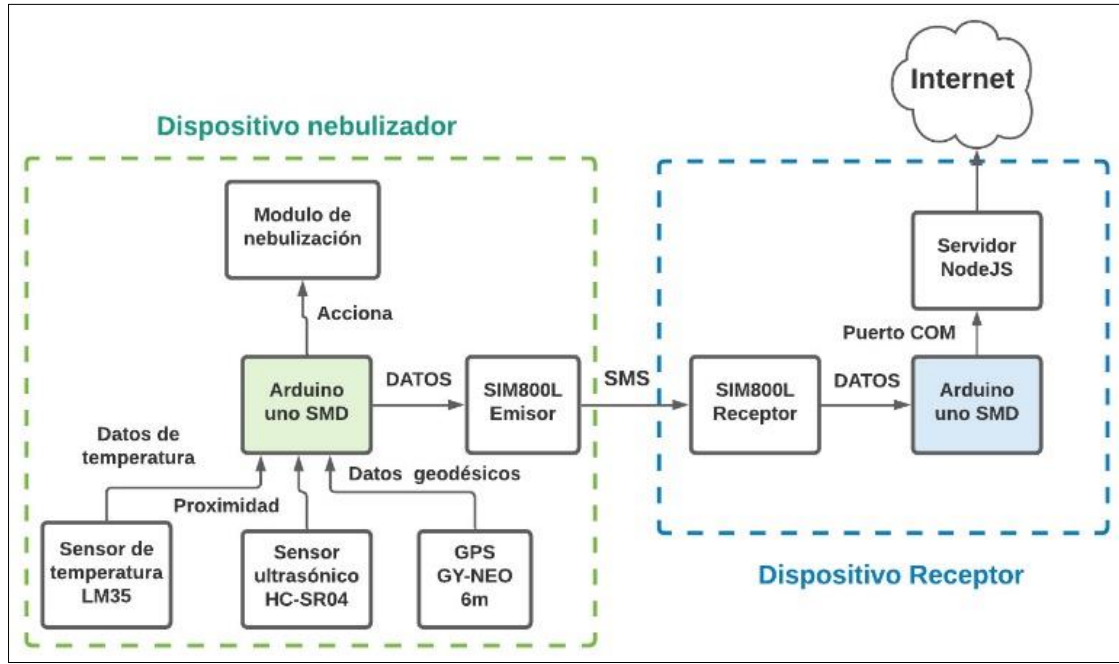 Internet
Dispositivo nebulizador
Modulo de
nebulización
Servidor
NodeJS
Acciona
Puerto COM
Arduino
uno SMD
DATOS
SIM800L
Emisor
SMS
SIM800L
Receptor
DATOS
Arduino
uno SMD
Datos de
temperatura
Proximidad
Datos geodésicos
Sensor de
temperatura
LM35
Sensor
ultrasónico
HC-SR04
GPS
GY-NEO
6m
Dispositivo Receptor